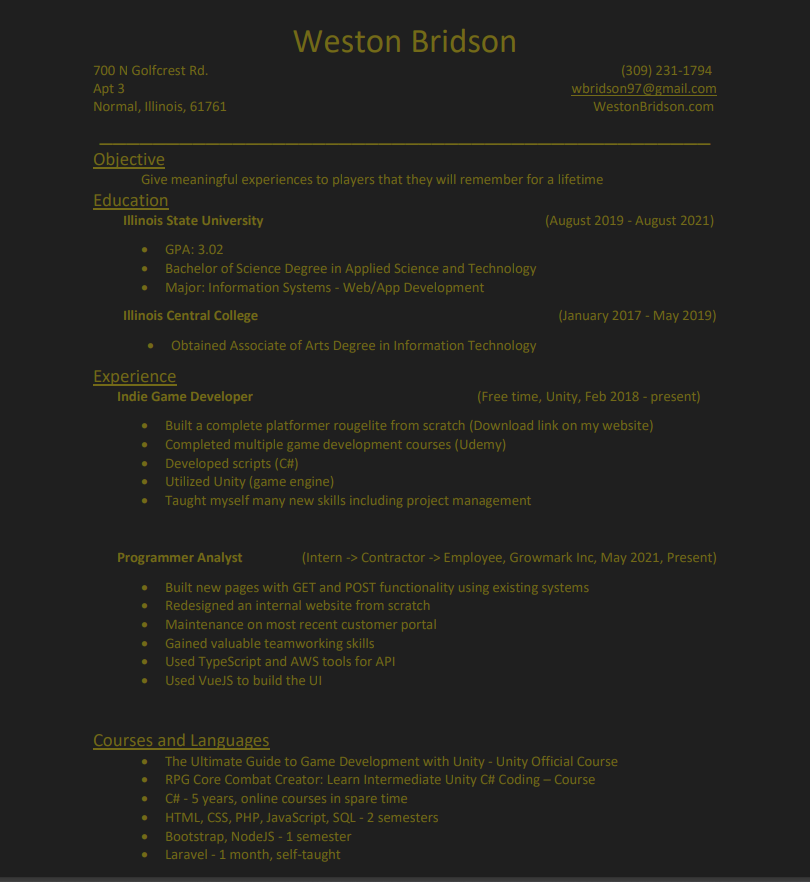 Weston Bridson
700 N Golfcrest Rd. (309) 231-1794
Apt 3 wbridson97@gmail.com
Normal, Illinois, 61761 WestonBridson.com
Objective
Give meaningful experiences to players that they will remember for a lifetime
Education
Illinois State University (August 2019 - August 2021)
• GPA: 3.02
• Bachelor of Science Degree in Applied Science and Technology
• Major: Information Systems - Web/App Development
Illinois Central College (January 2017 - May 2019)
• Obtained Associate of Arts Degree in Information Technology
Experience
Indie Game Developer (Free time, Unity, Feb 2018 - present)
• Built a complete platformer rougelite from scratch (Download link on my website)
• Completed multiple game development courses (Udemy)
• Developed scripts (C#)
• Utilized Unity (game engine)
• Taught myself many new skills including project management
Programmer Analyst (Intern -> Contractor -> Employee, Growmark Inc, May 2021, Present)
• Built new pages with GET and POST functionality using existing systems
• Redesigned an internal website from scratch
• Maintenance on most recent customer portal
• Gained valuable teamworking skills
• Used TypeScript and AWS tools for API
• Used VueJS to build the UI
Courses and Languages
• The Ultimate Guide to Game Development with Unity - Unity Official Course
• RPG Core Combat Creator: Learn Intermediate Unity C# Coding – Course
• C# - 5 years, online courses in spare time
• HTML, CSS, PHP, JavaScript, SQL - 2 semesters
• Bootstrap, NodeJS - 1 semester
• Laravel - 1 month, self-taught